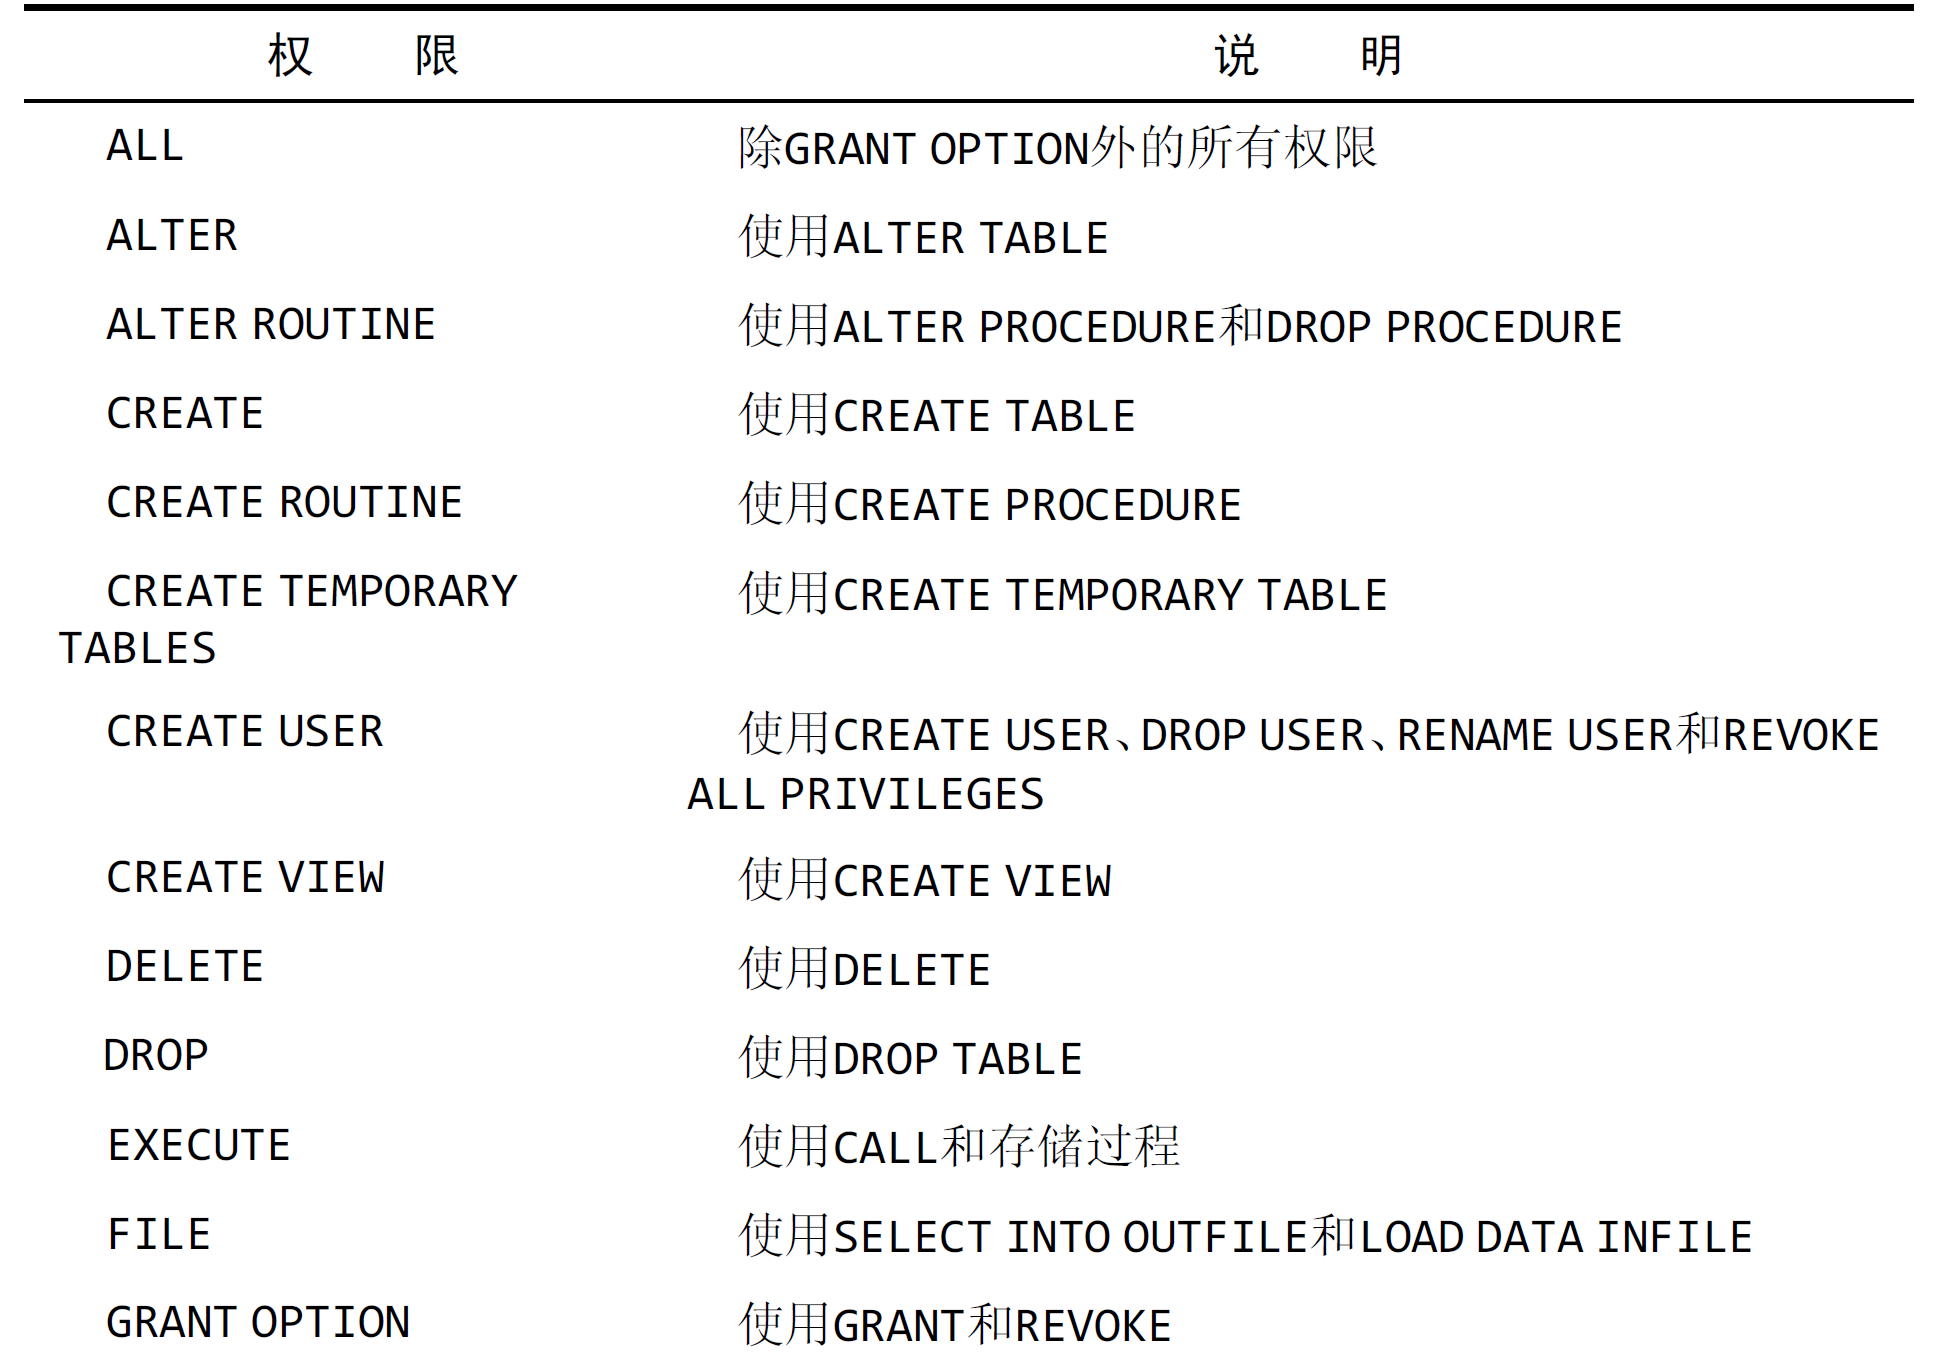 权 限 说 明
ALL 除GRANT OPTION外的所有权限
ALTER 使用ALTER TABLE
ALTER ROUTINE 使用ALTER PROCEDURE和DROP PROCEDURE
CREATE 使用CREATE TABLE
CREATE ROUTINE 使用CREATE PROCEDURE
CREATE TEMPORARY 使用CREATE TEMPORARY TABLE
TABLES
CREATE USER 使用CREATE USER、DROP USER、RENAME USER和REVOKE
ALL PRIVILEGES
CREATE VIEW 使用CREATE VIEW
DELETE 使用DELETE
DROP 使用DROP TABLE
EXECUTE 使用CALL和存储过程
FILE 使用SELECT INTO OUTFILE和LOAD DATA INFILE
GRANT OPTION 使用GRANT和REVOKE